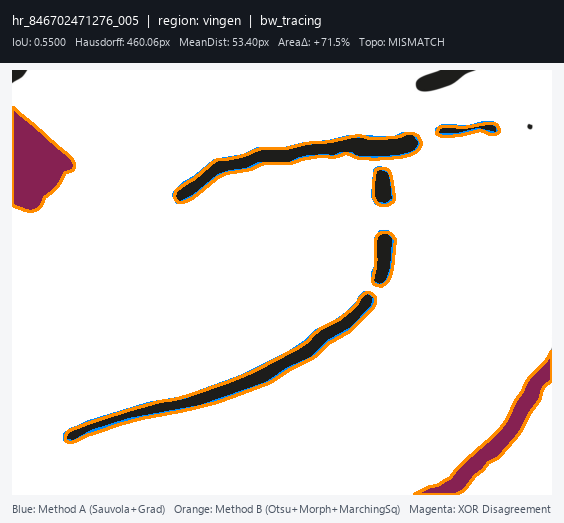 hr_846702471276_005 | region: vingen | bw_tracing
IoU: 0.5500 Hausdorff: 460.06px MeanDist: 53.40px AreaΔ: +71.5% Topo: MISMATCH
Blue: Method A (Sauvola+Grad) Orange: Method B (Otsu+Morph+MarchingSq) Magenta: XOR Disagreement